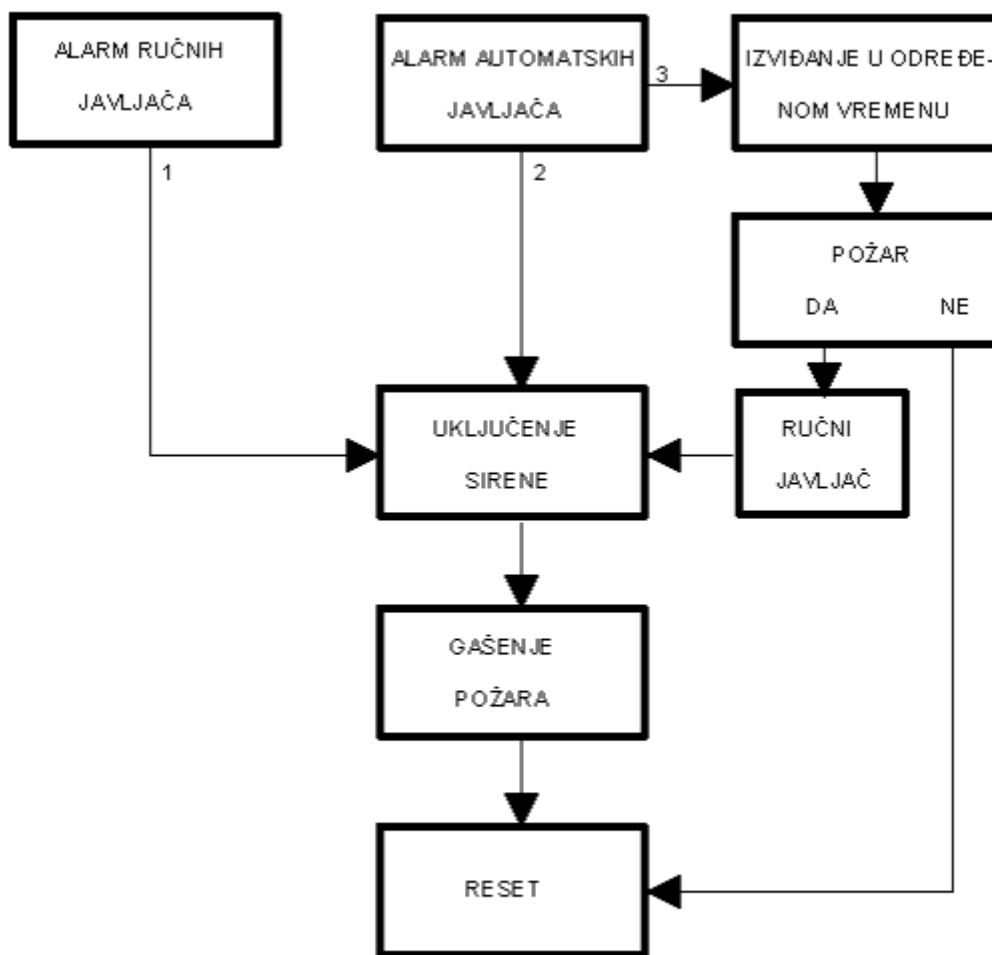 ALARM RUČNIH
JAVLJAČA
1
ALARM AUTOMATSKIH
JAVLJAČA
2
3
IZVIĐANJE U ODREĐE-
NOM VREMENU
POŽAR
DA NE
UKLJUČENJE
SIRENE
RUČNI
JAVLJAČ
GAŠENJE
POŽARA
RESET